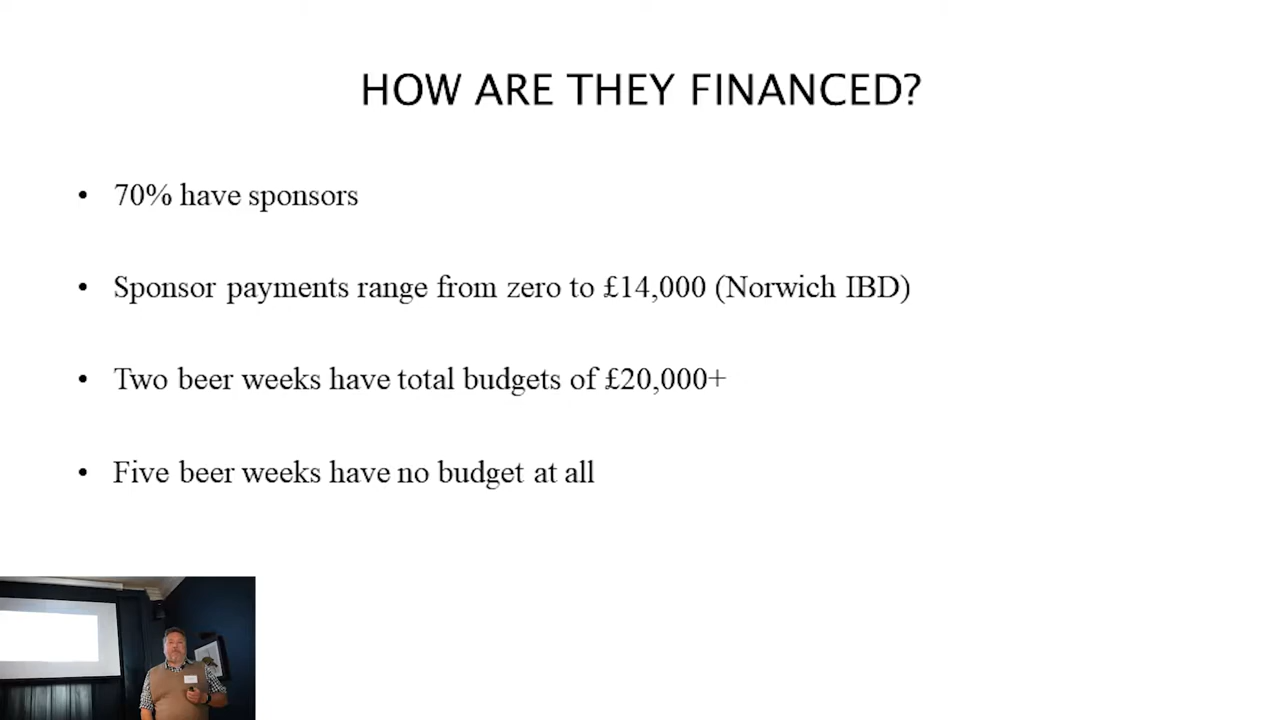 HOW ARE THEY FINANCED?
• 70% have sponsors
• Sponsor payments range from zero to £14,000 (Norwich IBD)
• Two beer weeks have total budgets of £20,000+
• Five beer weeks have no budget at all